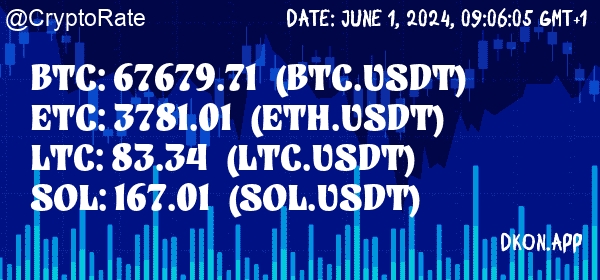 @CryptoRate
DATE: JUNE 1, 2024, 09:06:05 GMT+1
BTC: 67679.71 (BTC.USDT)
ETC: 3781.01 (ETH.USDT)
LTC: 83.34 (LTC.USDT)
SOL: 167.01 (SOL.USDT)
DKON.APP